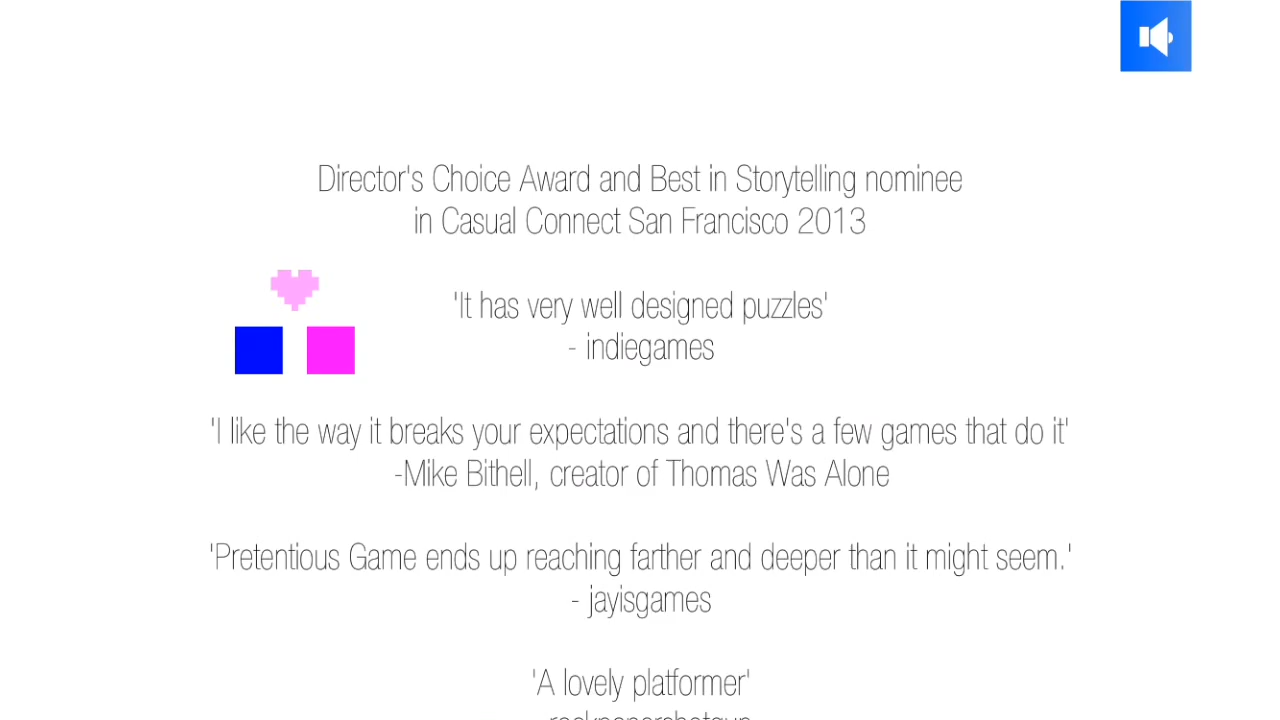 Director's Choice Award and Best in Storytelling nominee
in Casual Connect San Francisco 2013
'It has very well designed puzzles'
- indiegames
'I like the way it breaks your expectations and there's a few games that do it'
-Mike Bithell, creator of Thomas Was Alone
'Pretentious Game ends up reaching farther and deeper than it might seem.'
- jayisgames
'A lovely platformer'